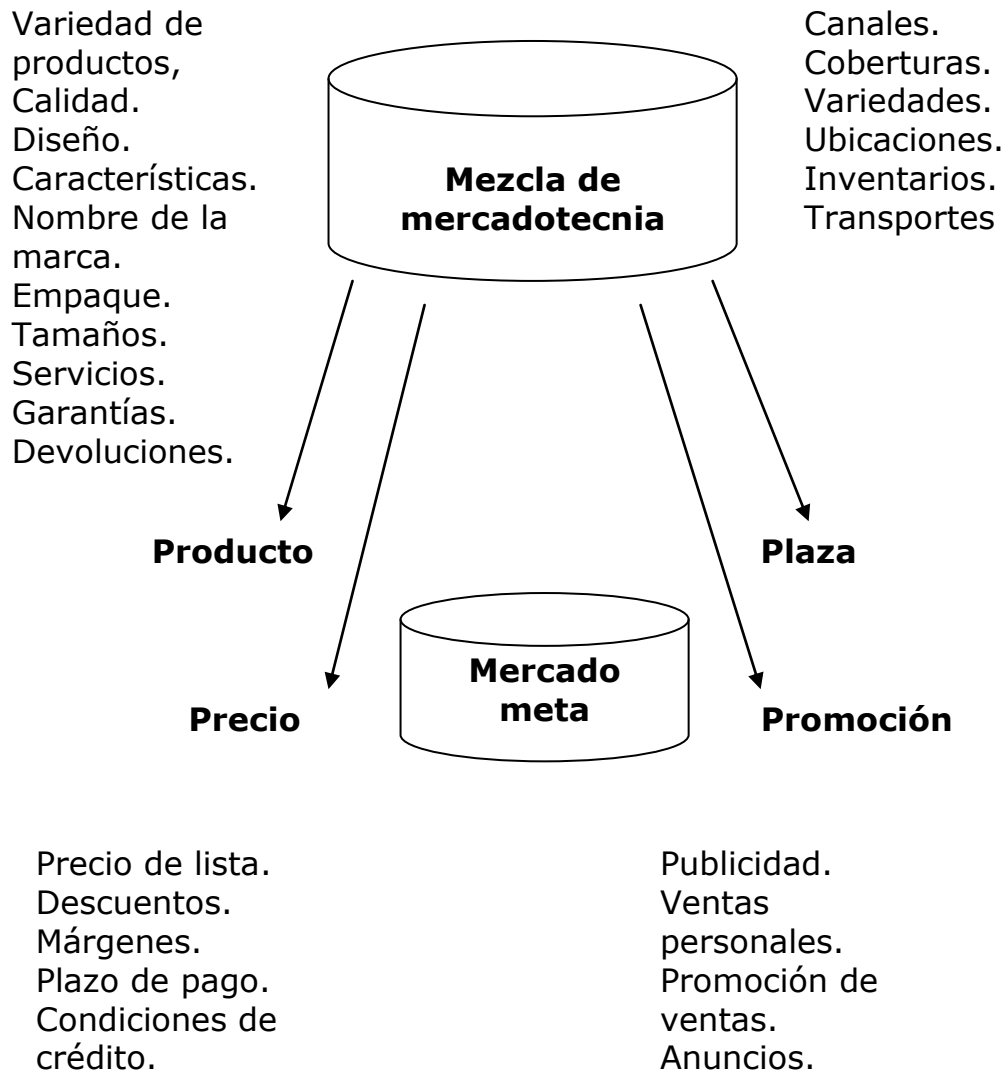 Variedad de
productos,
Calidad.
Diseño.
Características.
Nombre de la
marca.
Empaque.
Tamaños.
Servicios.
Garantías.
Devoluciones.
Mezcla de
mercadotecnia
Canales.
Coberturas.
Variedades.
Ubicaciones.
Inventarios.
Transportes
Producto
Plaza
Mercado
meta
Precio
Promoción
Precio de lista.
Descuentos.
Márgenes.
Plazo de pago.
Condiciones de
crédito.
Publicidad.
Ventas
personales.
Promoción de
ventas.
Anuncios.